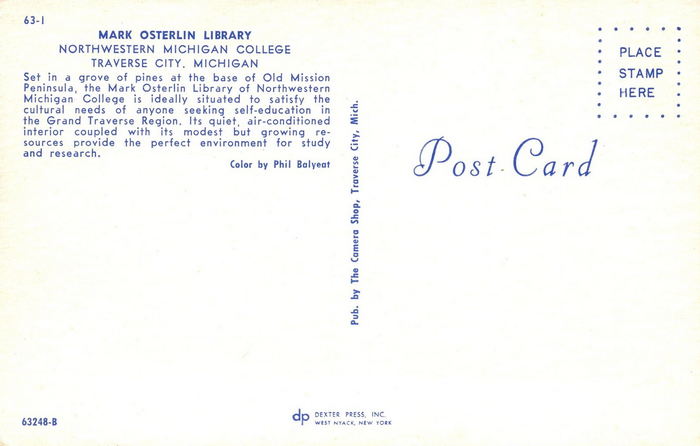 63-1
MARK OSTERLIN LIBRARY
NORTHWESTERN MICHIGAN COLLEGE
TRAVERSE CITY, MICHIGAN
Set in a grove of pines at the base of Old Mission
Peninsula, the Mark Osterlin Library of Northwestern
Michigan College is ideally situated to satisfy the
cultural needs of anyone seeking self-education in
the Grand Traverse Region. Its quiet, air-conditioned
interior coupled with its modest but growing re-
sources provide the perfect environment for study
and research.
Color by Phil Balyeat
Pub. by The Camera Shop, Traverse City, Mich.
PLACE
STAMP
HERE
Post Card
63248-B
dp DEXTER PRESS, INC.
WEST NYACK, NEW YORK